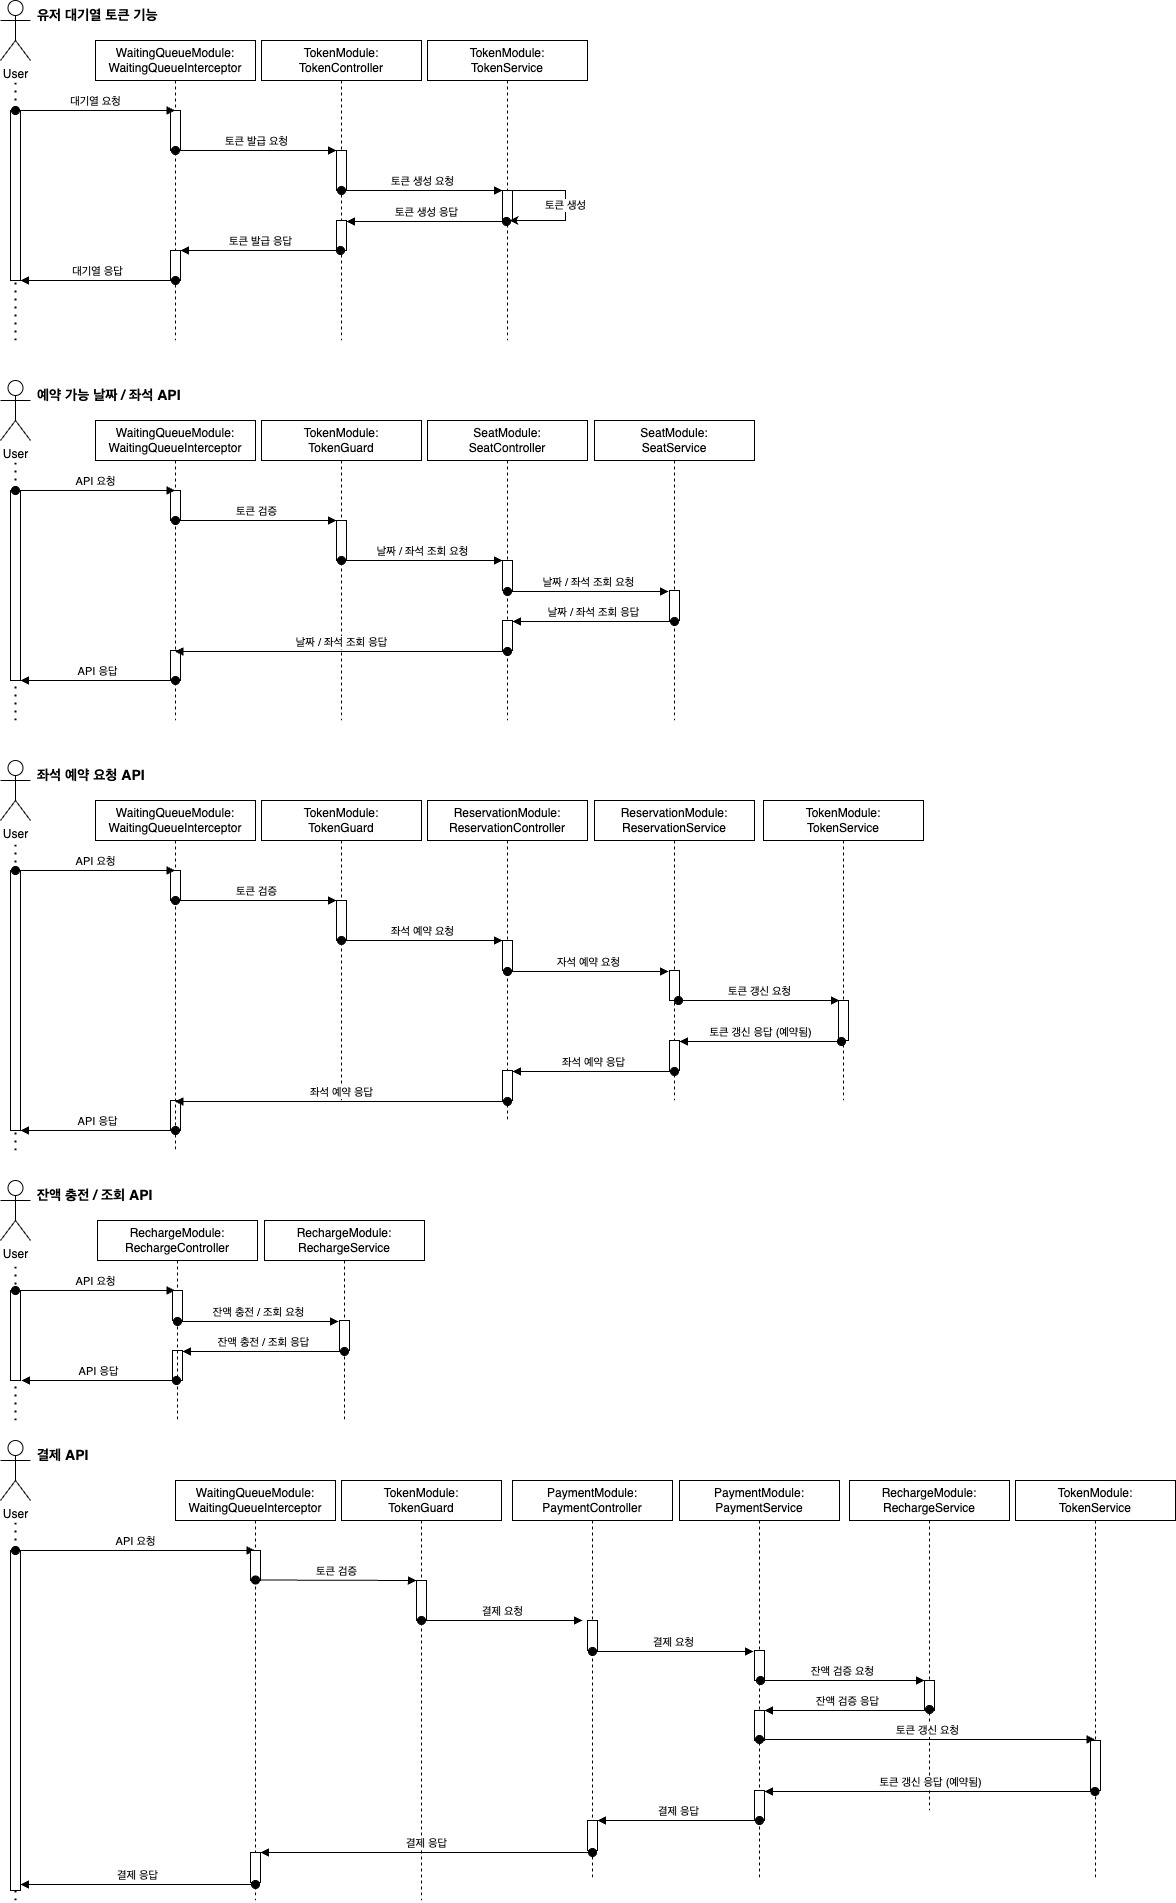 유저 대기열 토큰 기능
User
WaitingQueueModule:
WaitingQueueInterceptor
TokenModule:
TokenController
TokenModule:
TokenService
대기열 요청
토큰 발급 요청
토큰 생성 요청
토큰 생성
토큰 생성 응답
토큰 발급 응답
대기열 응답
예약 가능 날짜 / 좌석 API
User
WaitingQueueModule:
WaitingQueueInterceptor
TokenModule:
TokenGuard
SeatModule:
SeatController
SeatModule:
SeatService
API 요청
토큰 검증
날짜 / 좌석 조회 요청
날짜 / 좌석 조회 요청
날짜 / 좌석 조회 응답
날짜 / 좌석 조회 응답
API 응답
좌석 예약 요청 API
User
WaitingQueueModule:
WaitingQueueInterceptor
TokenModule:
TokenGuard
ReservationModule:
ReservationController
ReservationModule:
ReservationService
TokenModule:
TokenService
API 요청
토큰 검증
좌석 예약 요청
자석 예약 요청
토큰 갱신 요청
토큰 갱신 응답 (예약됨)
좌석 예약 응답
좌석 예약 응답
API 응답
잔액 충전 / 조회 API
User
RechargeModule:
RechargeController
RechargeModule:
RechargeService
API 요청
잔액 충전 / 조회 요청
잔액 충전 / 조회 응답
API 응답
결제 API
User
WaitingQueueModule:
WaitingQueueInterceptor
TokenModule:
TokenGuard
PaymentModule:
PaymentController
PaymentModule:
PaymentService
RechargeModule:
RechargeService
TokenModule:
TokenService
API 요청
토큰 검증
결제 요청
결제 요청
잔액 검증 요청
잔액 검증 응답
토큰 갱신 요청
토큰 갱신 응답 (예약됨)
결제 응답
결제 응답
결제 응답